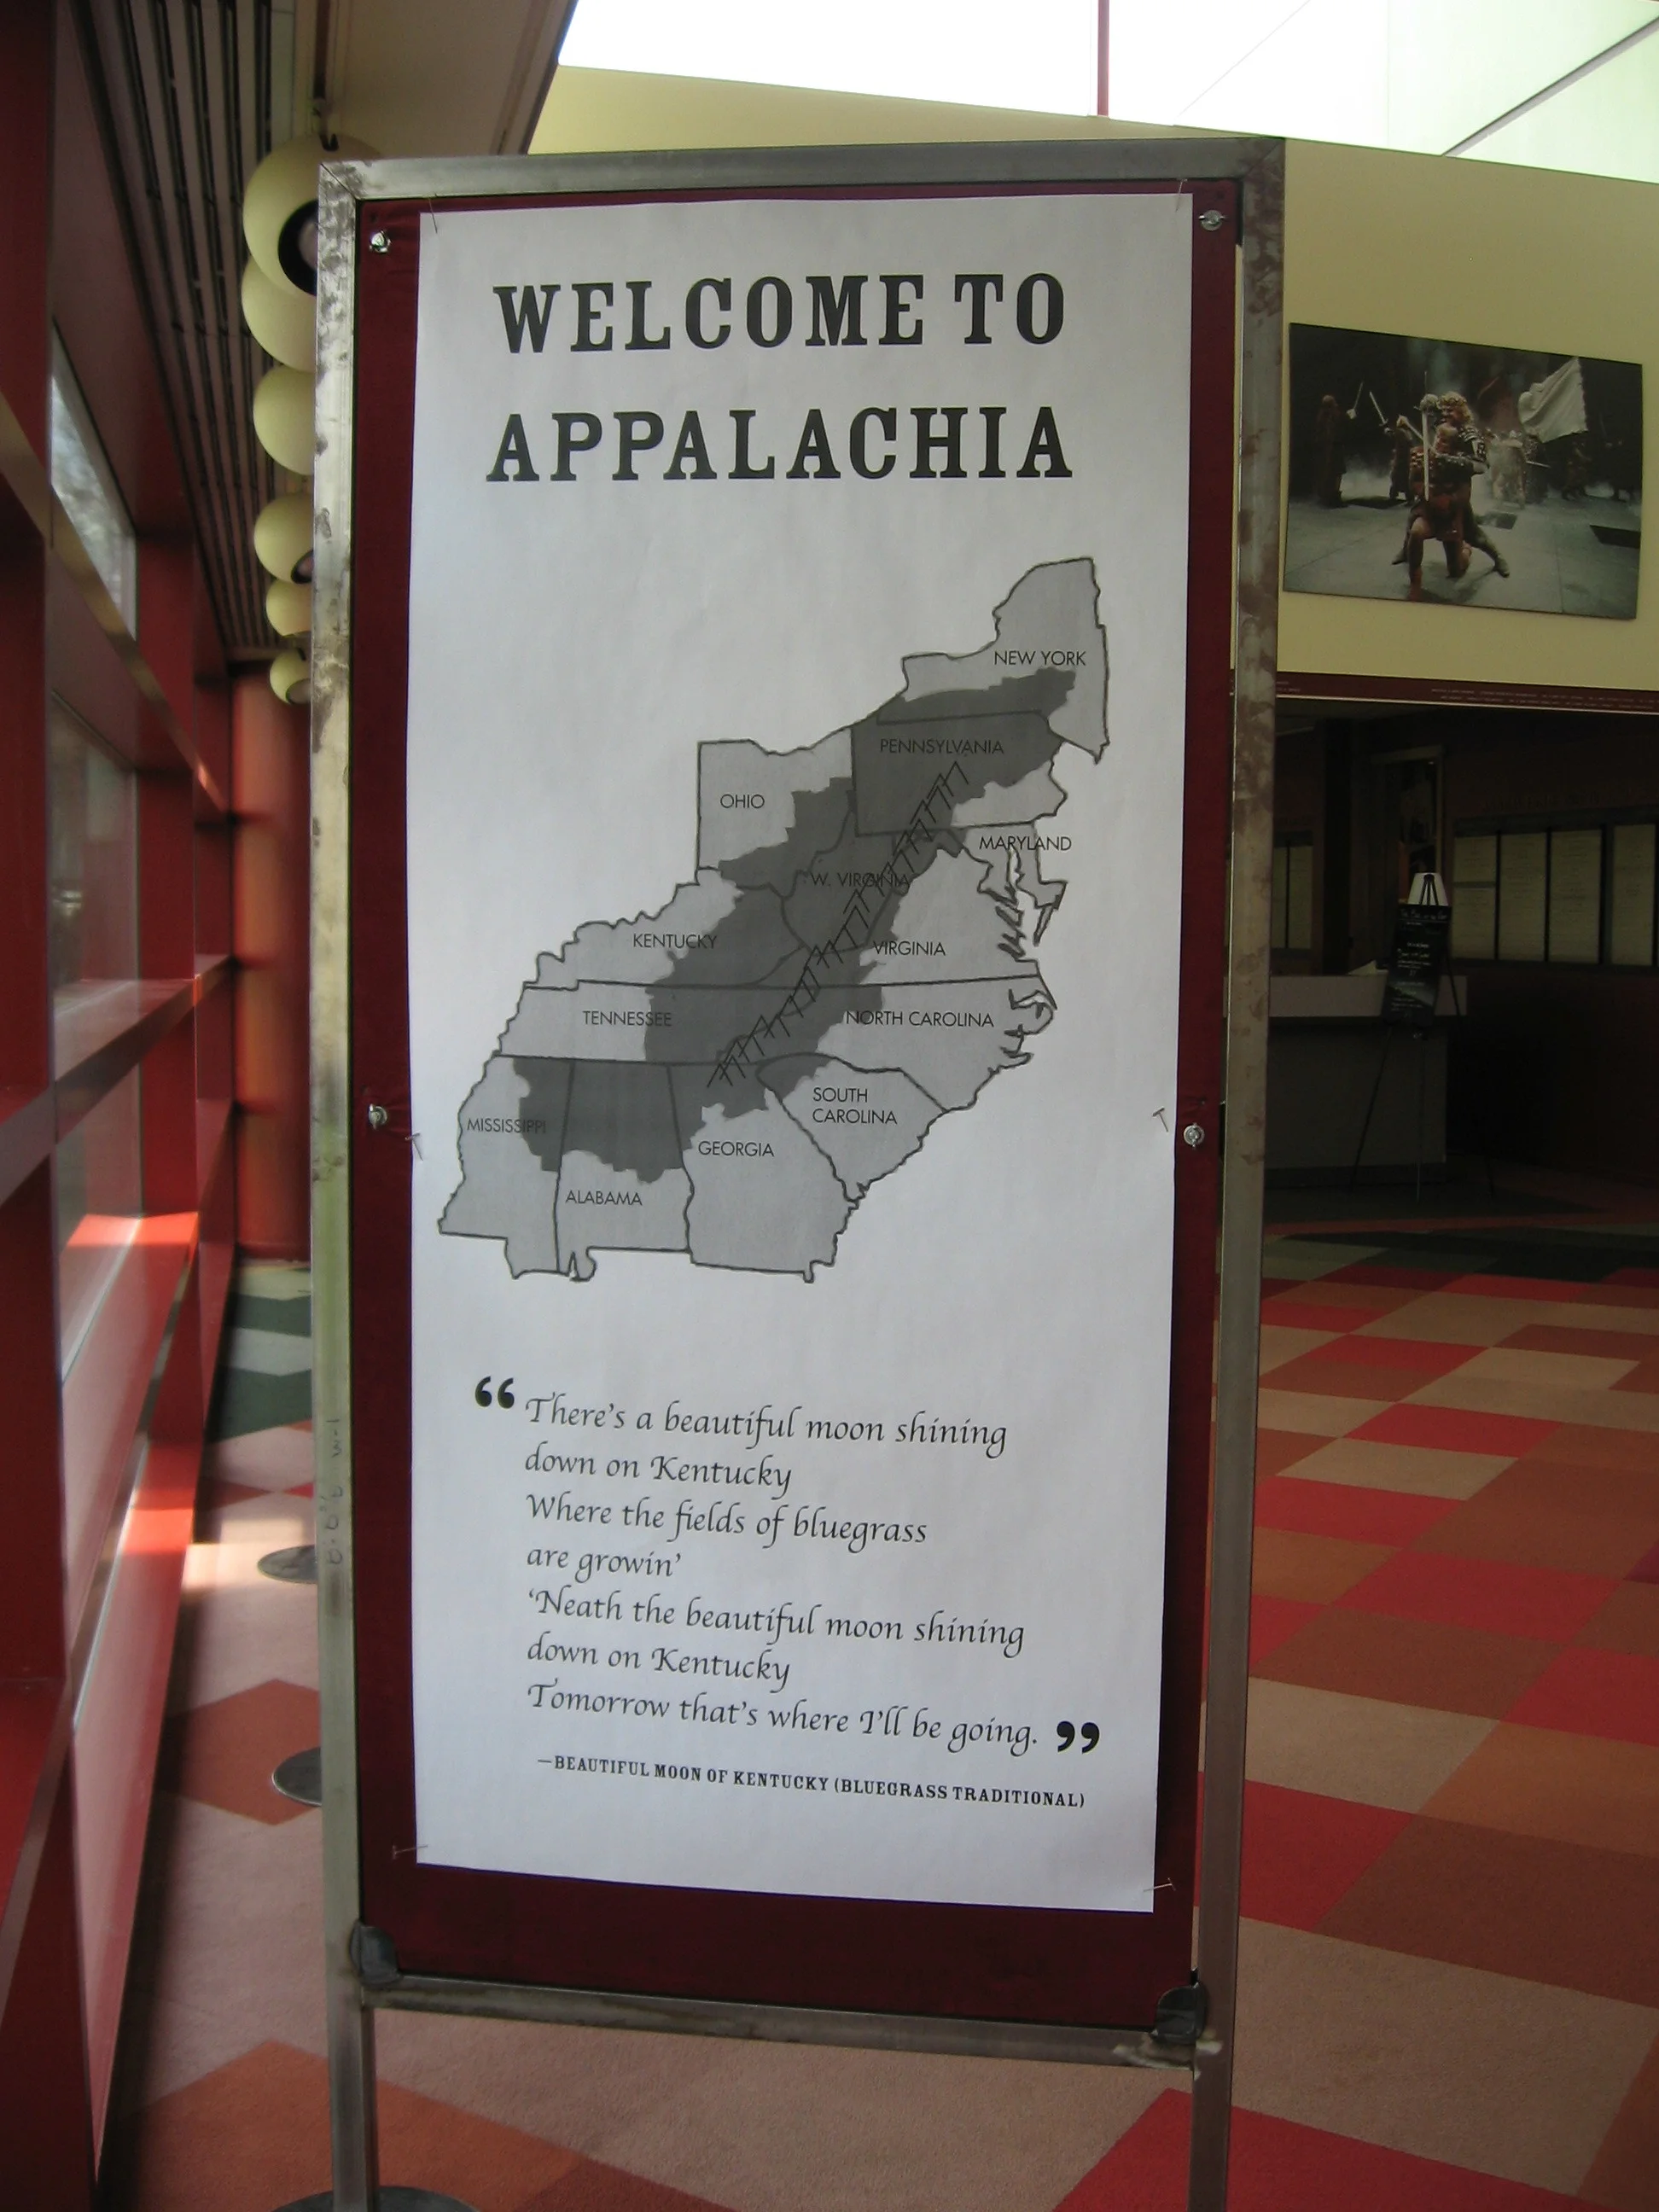 WELCOME TO
APPALACHIA
NEW YORK
PENNSYLVANIA
OHIO
MARYLAND
W. VIRGINIA
KENTUCKY
VIRGINIA
TENNESSEE
NORTH CAROLINA
SOUTH
CAROLINA
MISSISSIPPI
GEORGIA
ALABAMA
“There's a beautiful moon shining
down on Kentucky
Where the fields of bluegrass
are growin’
‘Neath the beautiful moon shining
down on Kentucky
Tomorrow that's where I'll be going.”
—BEAUTIFUL MOON OF KENTUCKY (BLUEGRASS TRADITIONAL)